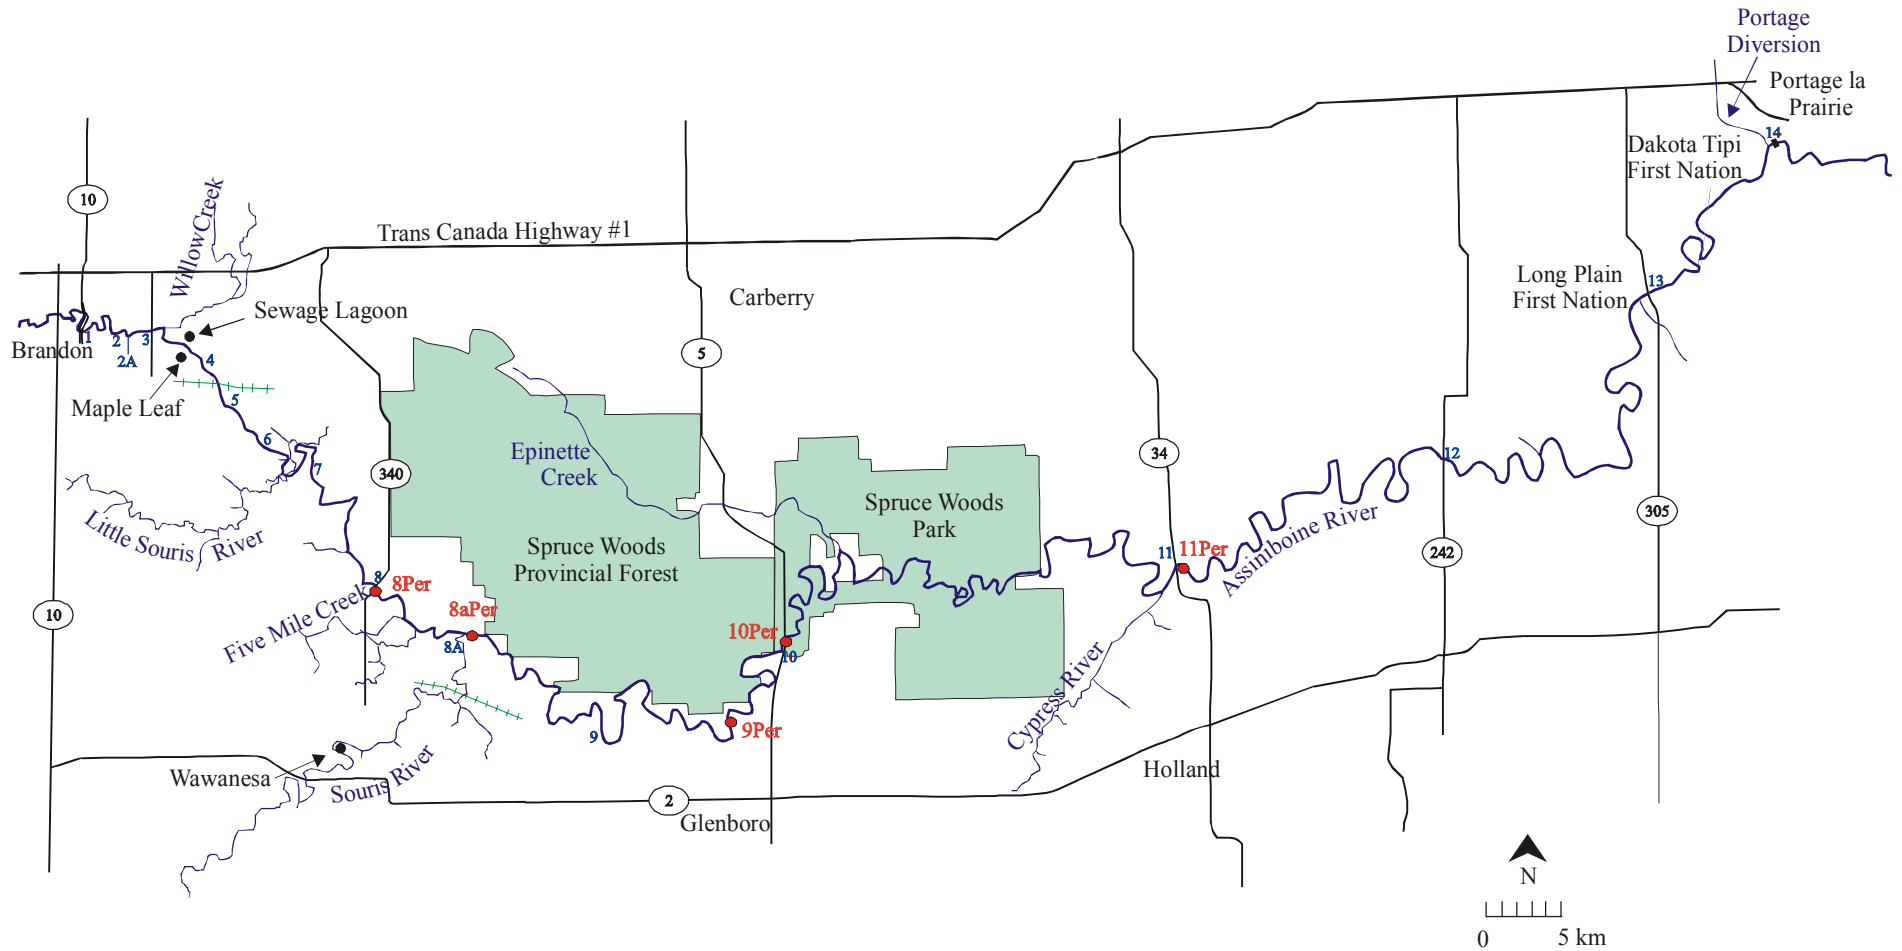 Portage
Diversion
Portage la
Prairie
14
Dakota Tipi
First Nation
10
Willow Creek
Trans Canada Highway #1
Long Plain
First Nation
13
Carberry
Sewage Lagoon
1
2
3
Brandon
2A
4
5
Maple Leaf
5
6
Epinette
Creek
7
340
34
12
Spruce Woods
Park
305
Little Souris River
Spruce Woods
Provincial Forest
11
11Per
Assiniboine River
242
8
8Per
Five Mile Creek
8aPer
8A
10
10Per
10
Cypress River
9
9Per
Wawanesa
Souris River
Holland
2
Glenboro
N
0
5 km